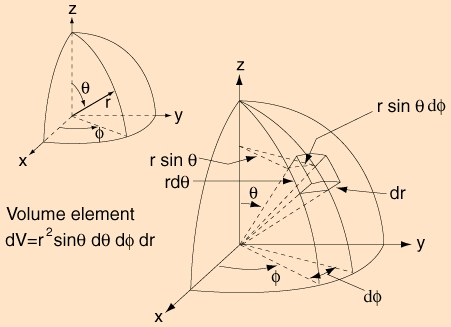 z
θ
r
y
ϕ
x
z
r sin θ dϕ
r sin θ
rdθ
θ
dr
Volume element
dV=r²sinθ dθ dϕ dr
y
ϕ
dϕ
x